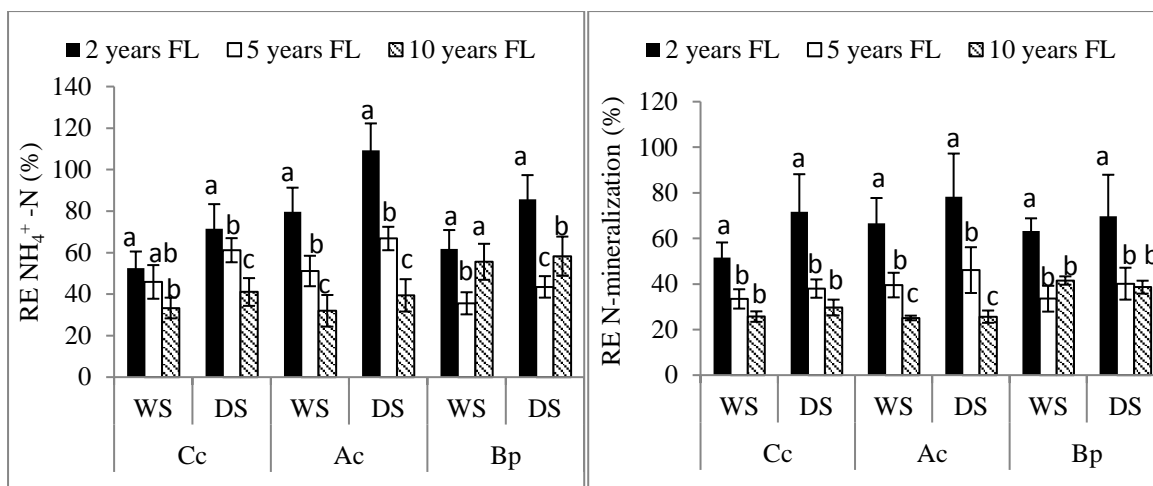 2 years FL 5 years FL 10 years FL
RE NH₄⁺ -N (%)
140
120
100
80
60
40
20
0
a ab b
a b c
a b c
a b c
a b a
a c b
WS DS WS DS WS DS
Cc Ac Bp
2 years FL 5 years FL 10 years FL
RE N-mineralization (%)
120
100
80
60
40
20
0
a b b
a b b
a b c
a b c
a b b
a b b
WS DS WS DS WS DS
Cc Ac Bp